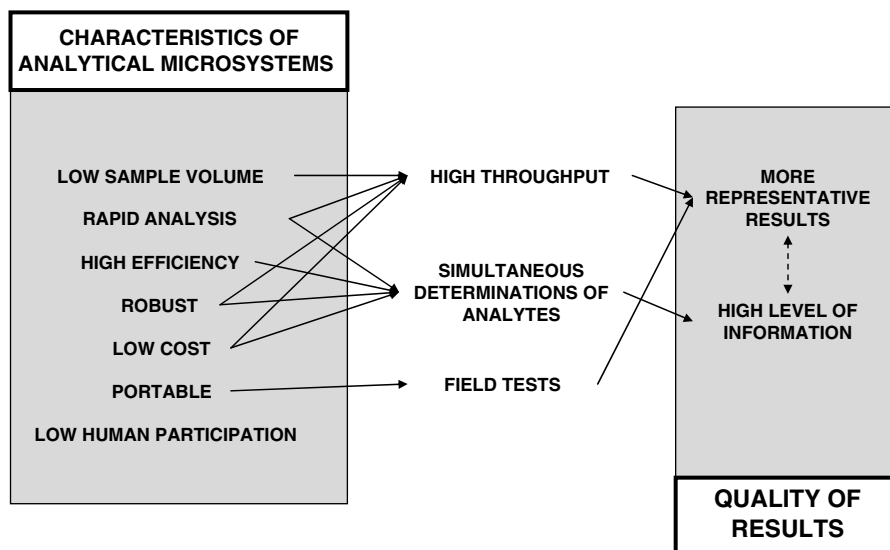 CHARACTERISTICS OF
ANALYTICAL MICROSYSTEMS
LOW SAMPLE VOLUME
RAPID ANALYSIS
HIGH EFFICIENCY
ROBUST
LOW COST
PORTABLE
LOW HUMAN PARTICIPATION
HIGH THROUGHPUT
SIMULTANEOUS
DETERMINATIONS OF
ANALYTES
FIELD TESTS
MORE
REPRESENTATIVE
RESULTS
HIGH LEVEL OF
INFORMATION
QUALITY OF
RESULTS